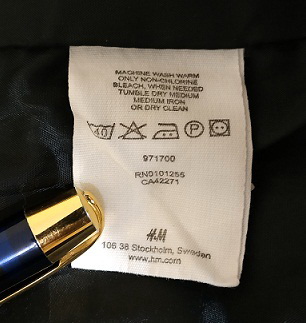 MACHINE WASH WARM
ONLY NON-CHLORINE
BLEACH, WHEN NEEDED
TUMBLE DRY MEDIUM
MEDIUM IRON
OR DRY CLEAN
40 P
971700
RN0101255
CA42271
H&M
106 38 Stockholm, Sweden
www.hm.com